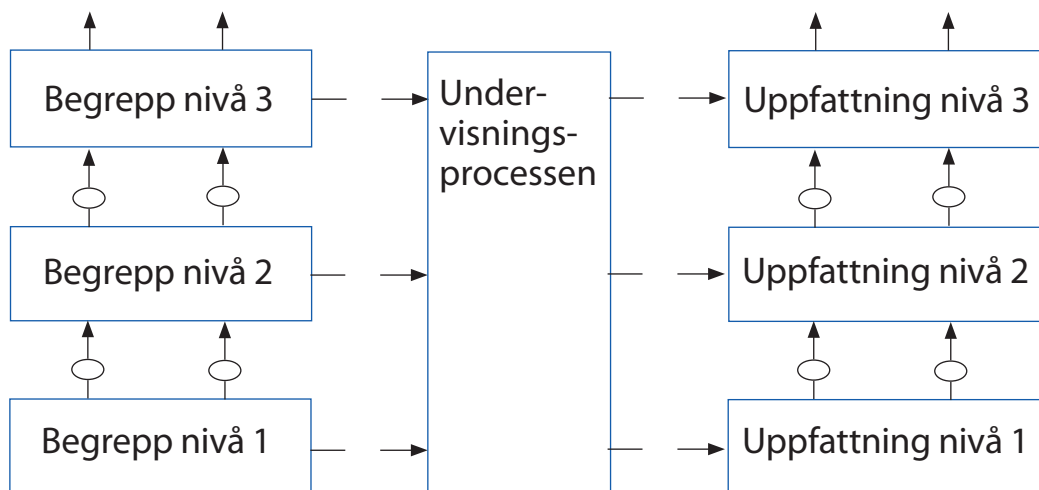 Begrepp nivå 3
Under-
visnings-
processen
Uppfattning nivå 3
Begrepp nivå 2
Uppfattning nivå 2
Begrepp nivå 1
Uppfattning nivå 1